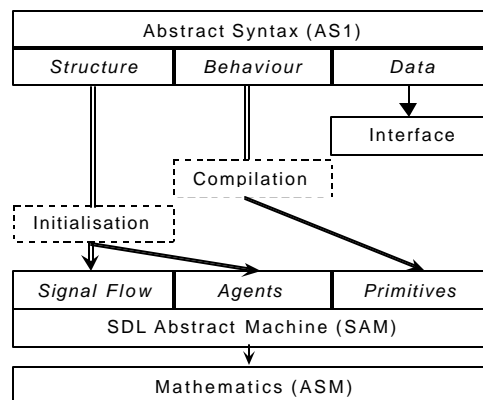 Abstract Syntax (AS1)
Structure Behaviour Data
Interface
Compilation
Initialisation
Signal Flow Agents Primitives
SDL Abstract Machine (SAM)
Mathematics (ASM)